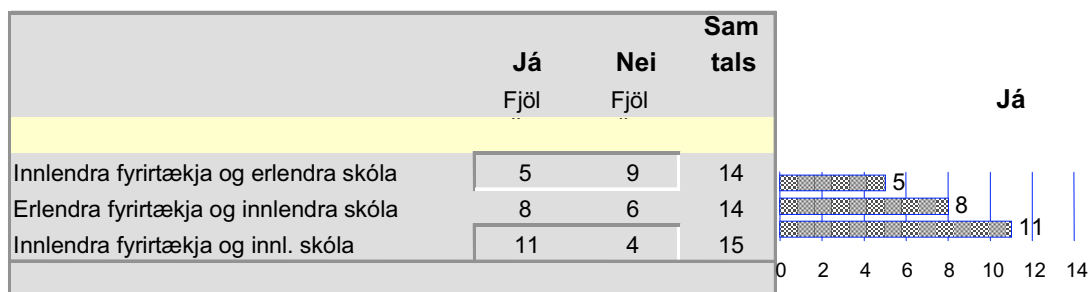 Sam
Já Nei tals
Fjöl Fjöl
Já
Innlendra fyrirtækja og erlendra skóla 5 9 14
5
Erlendra fyrirtækja og innlendra skóla 8 6 14
8
Innlendra fyrirtækja og innl. skóla 11 4 15
11
0 2 4 6 8 10 12 14